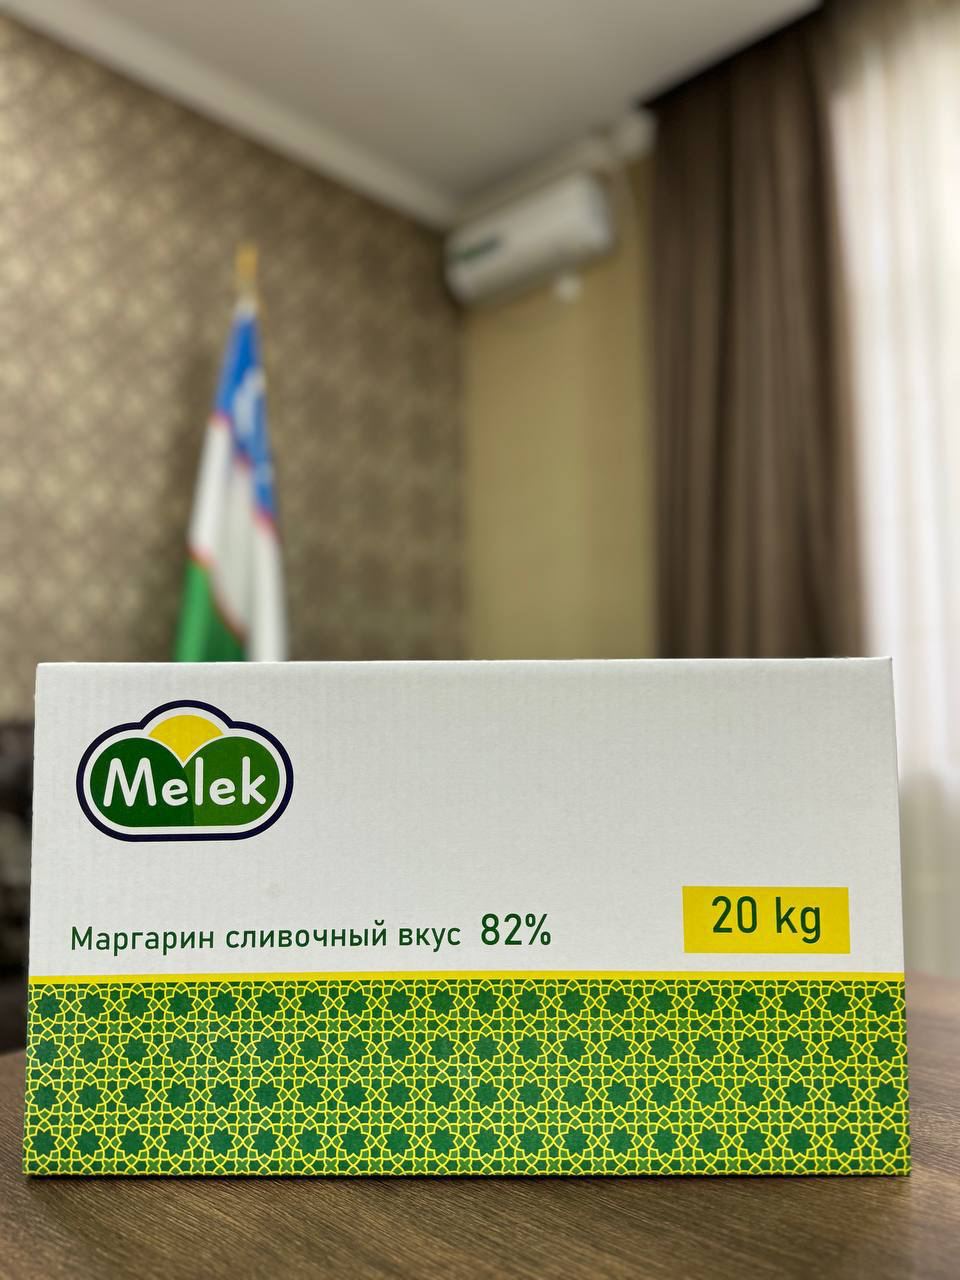 Melek
Маргарин сливочный вкус 82%
20 kg